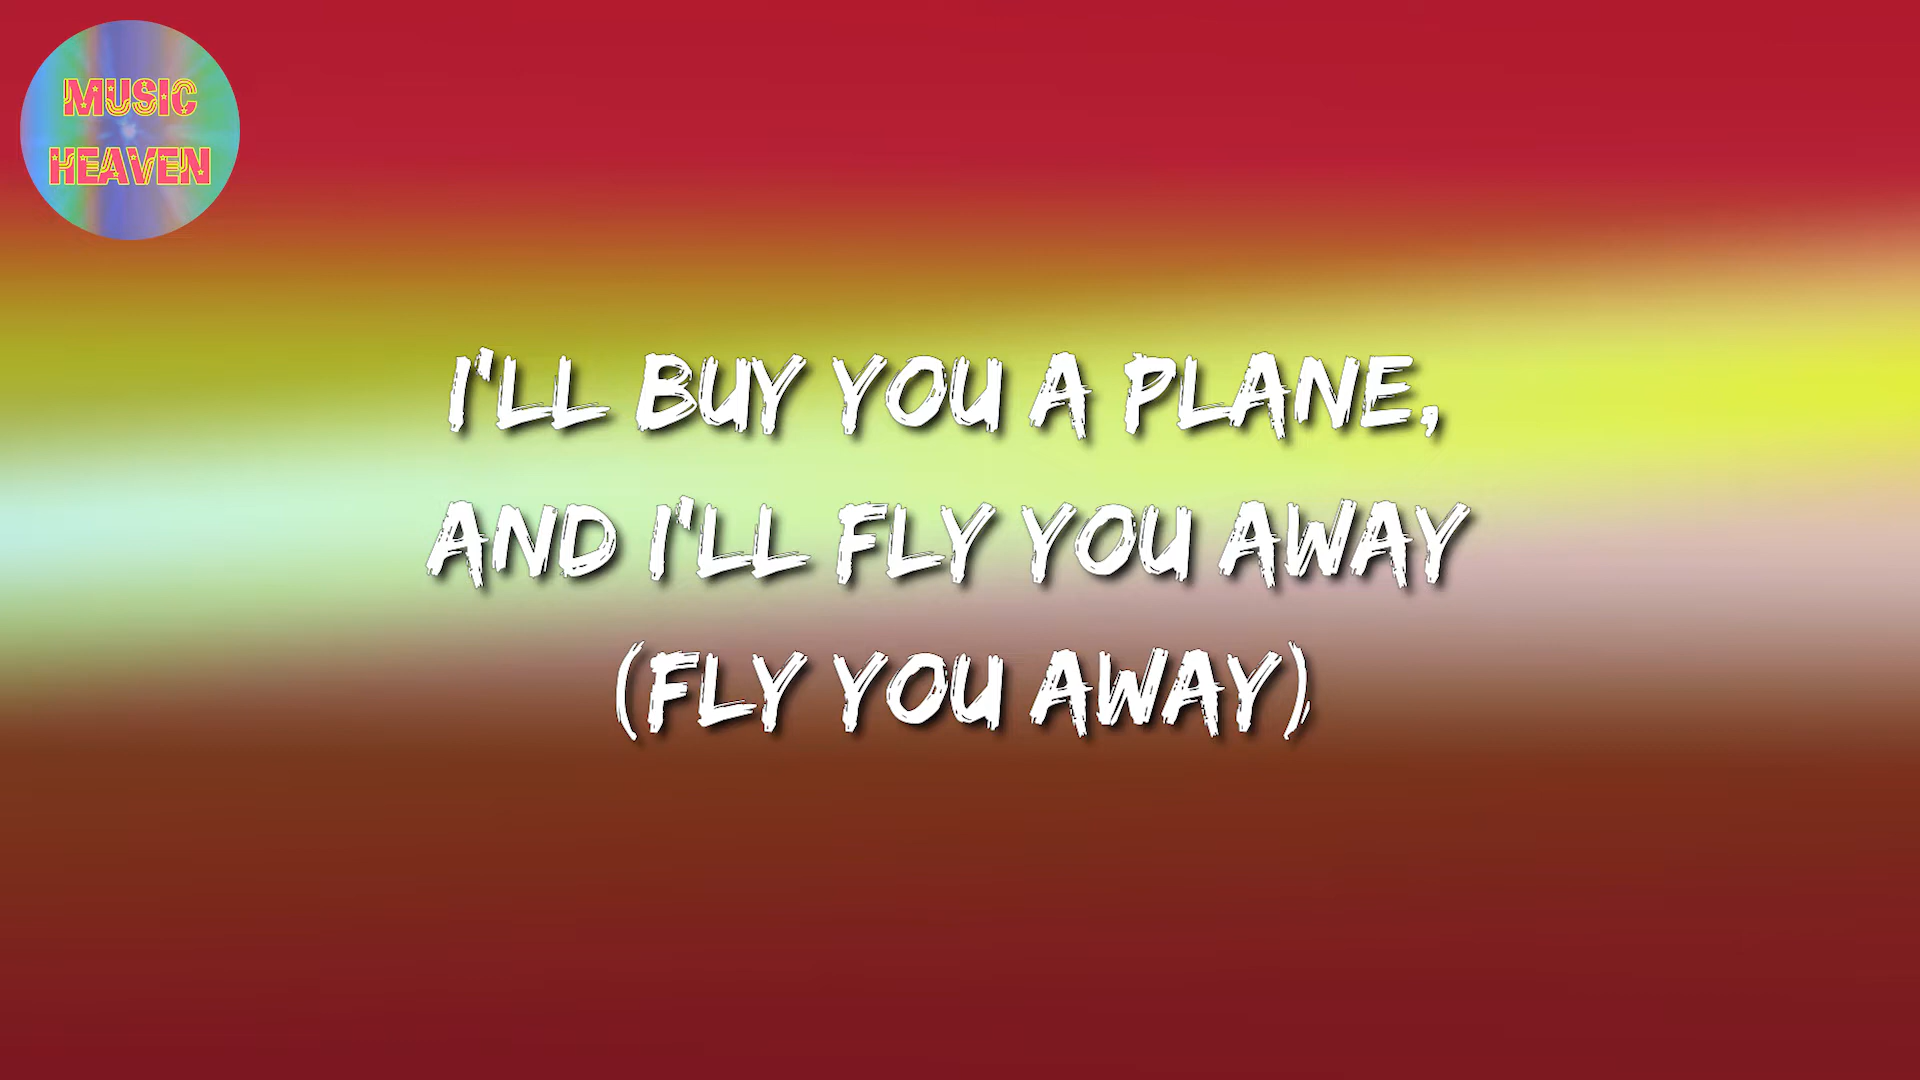 MUSIC
HEAVEN
I'LL BUY YOU A PLANE,
AND I'LL FLY YOU AWAY
(FLY YOU AWAY)